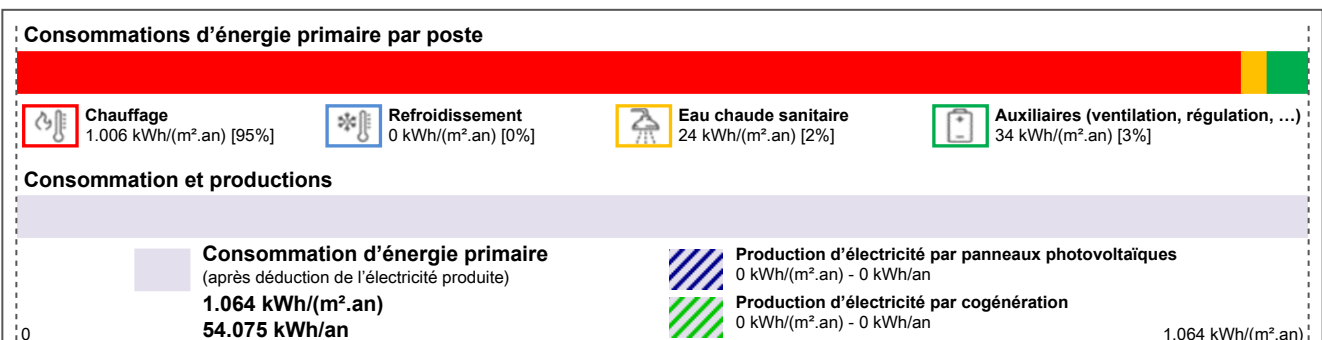 Consommations d’énergie primaire par poste
Chauffage
1.006 kWh/(m².an) [95%]
Refroidissement
0 kWh/(m².an) [0%]
Eau chaude sanitaire
24 kWh/(m².an) [2%]
Auxiliaires (ventilation, régulation, …)
34 kWh/(m².an) [3%]
Consommation et productions
Consommation d’énergie primaire
(après déduction de l’électricité produite)
1.064 kWh/(m².an)
54.075 kWh/an
Production d’électricité par panneaux photovoltaïques
0 kWh/(m².an) - 0 kWh/an
Production d’électricité par cogénération
0 kWh/(m².an) - 0 kWh/an
0
1.064 kWh/(m².an)